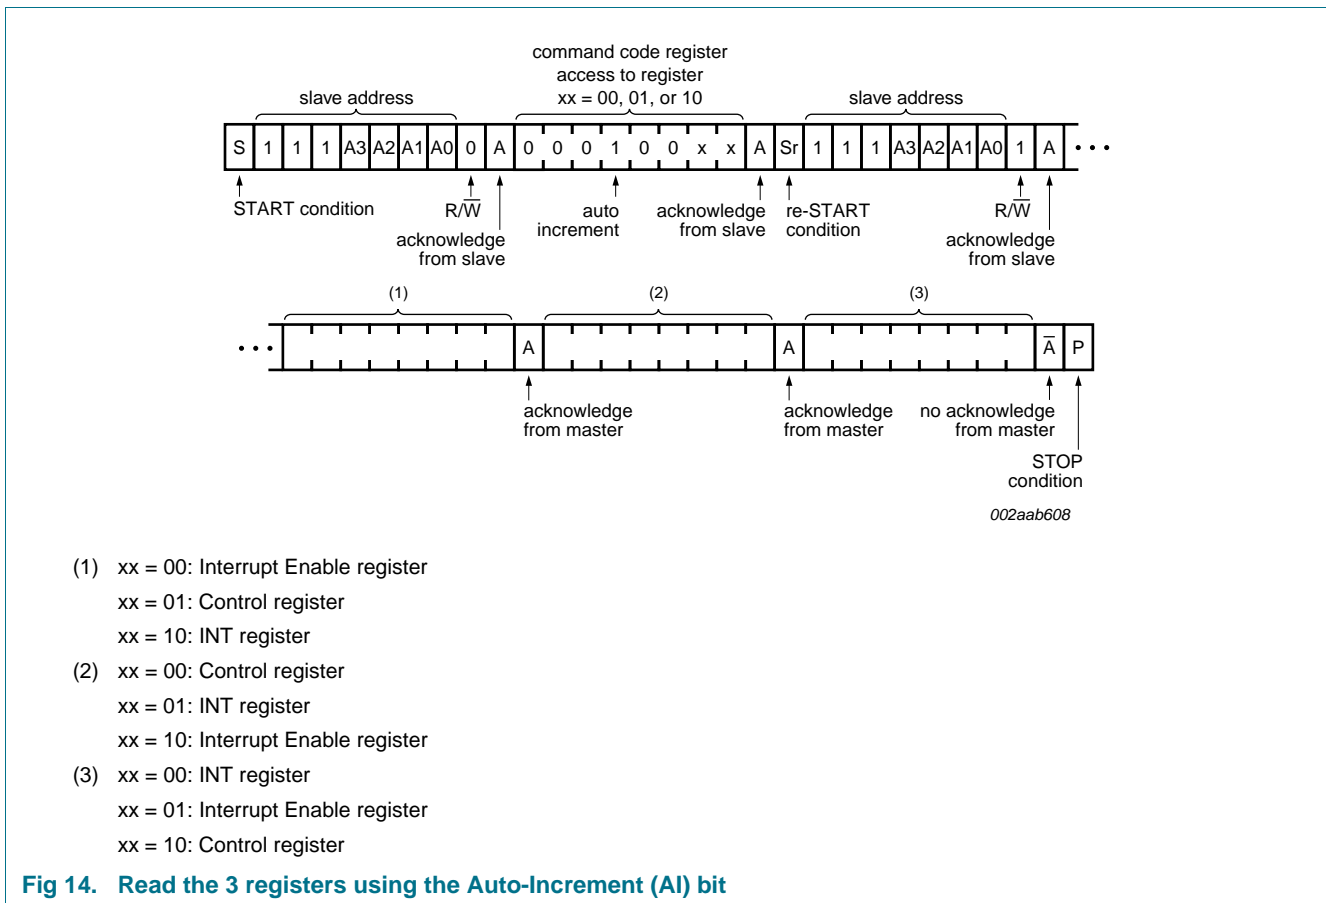 command code register
access to register
slave address xx = 00, 01, or 10 slave address
S 1 1 1 A3 A2 A1 A0 0 A 0 0 0 1 0 0 x x A Sr 1 1 1 A3 A2 A1 A0 1 A • • •
START condition R/W̅ auto acknowledge re-START R/W̅
increment from slave condition
acknowledge acknowledge
from slave from slave
(1) (2) (3)
• • • A A A̅ P
acknowledge acknowledge no acknowledge
from master from master from master
STOP
condition
002aab608
(1) xx = 00: Interrupt Enable register
xx = 01: Control register
xx = 10: INT register
(2) xx = 00: Control register
xx = 01: INT register
xx = 10: Interrupt Enable register
(3) xx = 00: INT register
xx = 01: Interrupt Enable register
xx = 10: Control register
Fig 14. Read the 3 registers using the Auto-Increment (AI) bit